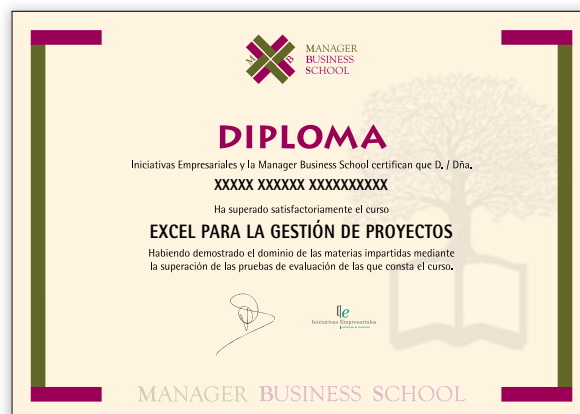 M B
MANAGER
BUSINESS
SCHOOL
DIPLOMA
Iniciativas Empresariales y la Manager Business School certifican que D. / Dña.
XXXXX XXXXXX XXXXXXXXXX
Ha superado satisfactoriamente el curso
EXCEL PARA LA GESTIÓN DE PROYECTOS
Habiendo demostrado el dominio de las materias impartidas mediante
la superación de las pruebas de evaluación de las que consta el curso.
Iniciativas Empresariales
MANAGER BUSINESS SCHOOL